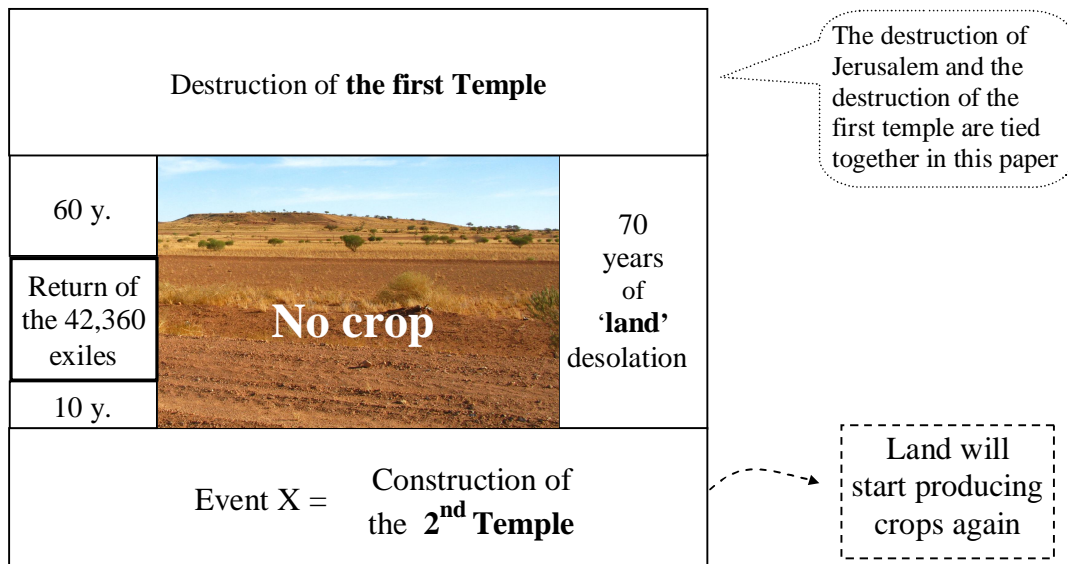 Destruction of the first Temple
The destruction of
Jerusalem and the
destruction of the
first temple are tied
together in this paper
60 y.
Return of
the 42,360
exiles
10 y.
No crop
70
years
of
‘land’
desolation
Event X = Construction of
the 2nd Temple
Land will
start producing
crops again